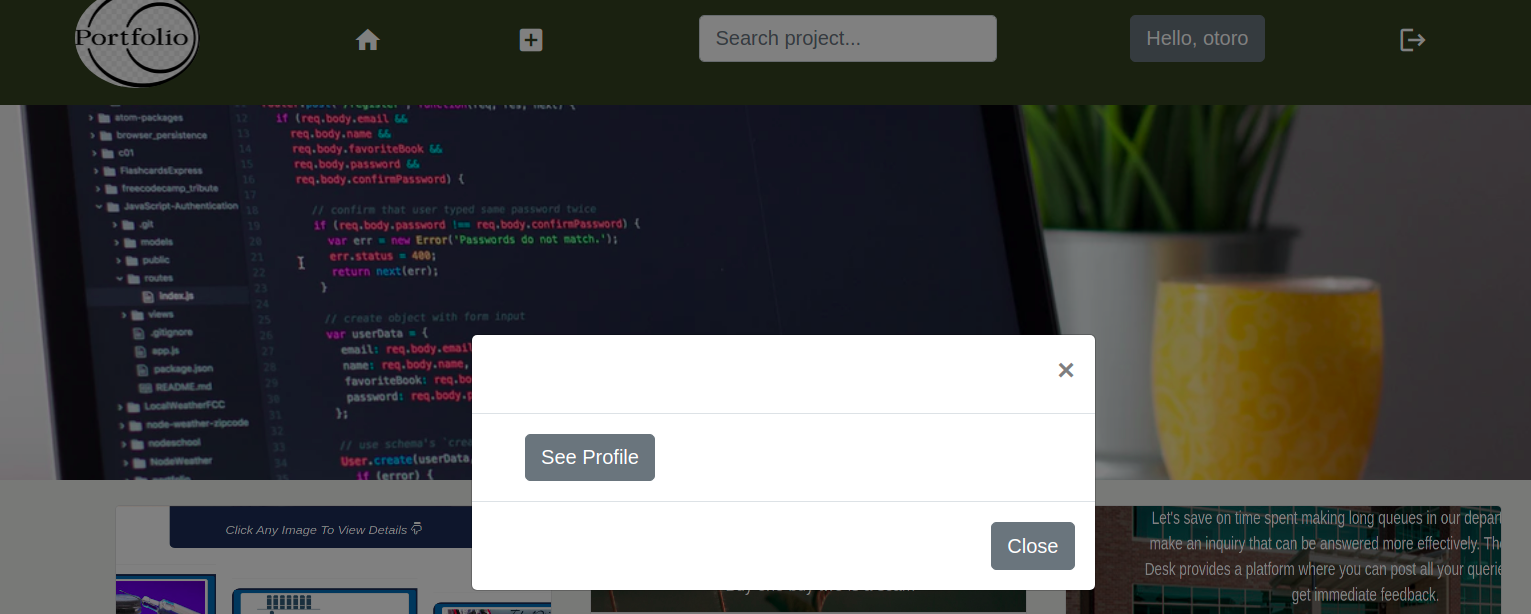 Portfolio
Search project...
Hello, otoro
atom-packages
browser_persistence
c01
FlashcardsExpress
freecodecamp_tribute
JavaScript-Authentication
.git
models
public
routes
index.js
views
.gitignore
app.js
package.json
README.md
LocalWeatherFCC
node-weather-zipcode
nodeschool
NodeWeather
12 if (req.body.email &&
13 req.body.name &&
14 req.body.favoriteBook &&
15 req.body.password &&
16 req.body.confirmPassword) {
17
18 // confirm that user typed same password twice
19 if (req.body.password !== req.body.confirmPassword) {
20 var err = new Error('Passwords do not match.');
21 err.status = 400;
22 return next(err);
23 }
24
25 // create object with form input
26 var userData = {
27 email: req.body.email
28 name: req.body.name,
29 favoriteBook: req.bo
30 password: req.body.p
31 };
32
33 // use schema's `crea
34 User.create(userData,
if (error) {
×
See Profile
Close
Click Any Image To View Details
Let's save on time spent making long queues in our depart
make an inquiry that can be answered more effectively. Th
Desk provides a platform where you can post all your querie
get immediate feedback.